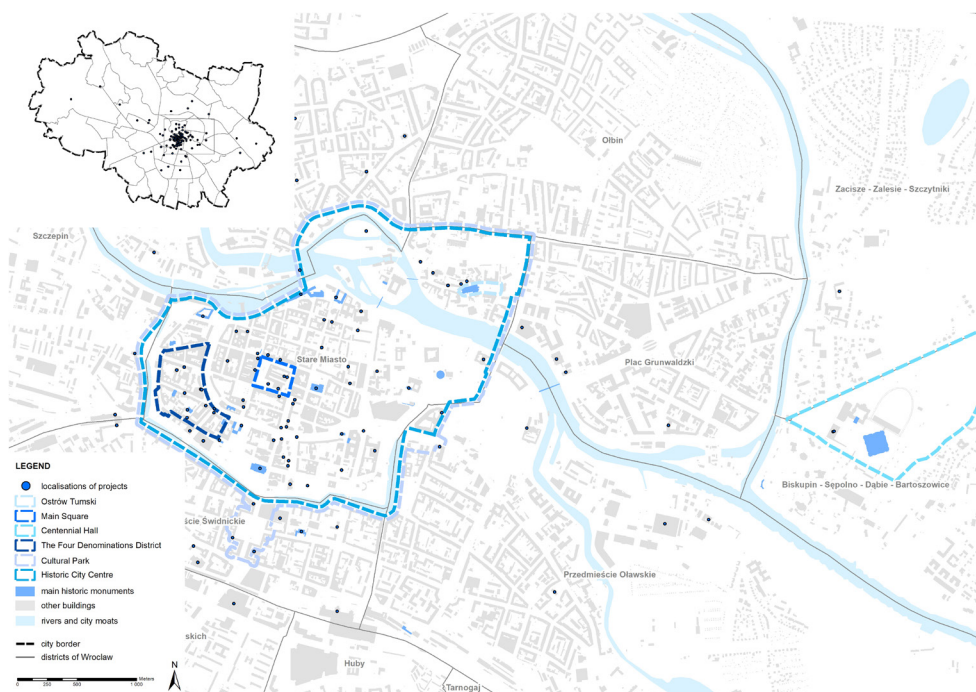 Ołbin
Zacisze - Zalesie - Szczytniki
Szczepin
Stare Miasto
Plac Grunwaldzki
Biskupin - Sępolno - Dąbie - Bartoszowice
ście Świdnickie
Przedmieście Oławskie
skich
Huby
Tarnogaj
LEGEND
localisations of projects
Ostrów Tumski
Main Square
Centennial Hall
The Four Denominations District
Cultural Park
Historic City Centre
main historic monuments
other buildings
rivers and city moats
city border
districts of Wroclaw
N
Meters
0 250 500 1 000